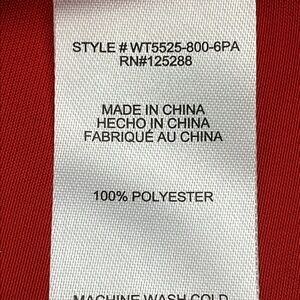 STYLE # WT5525-800-6PA
RN#125288
MADE IN CHINA
HECHO IN CHINA
FABRIQUÉ AU CHINA
100% POLYESTER
MACHINE WASH COLD